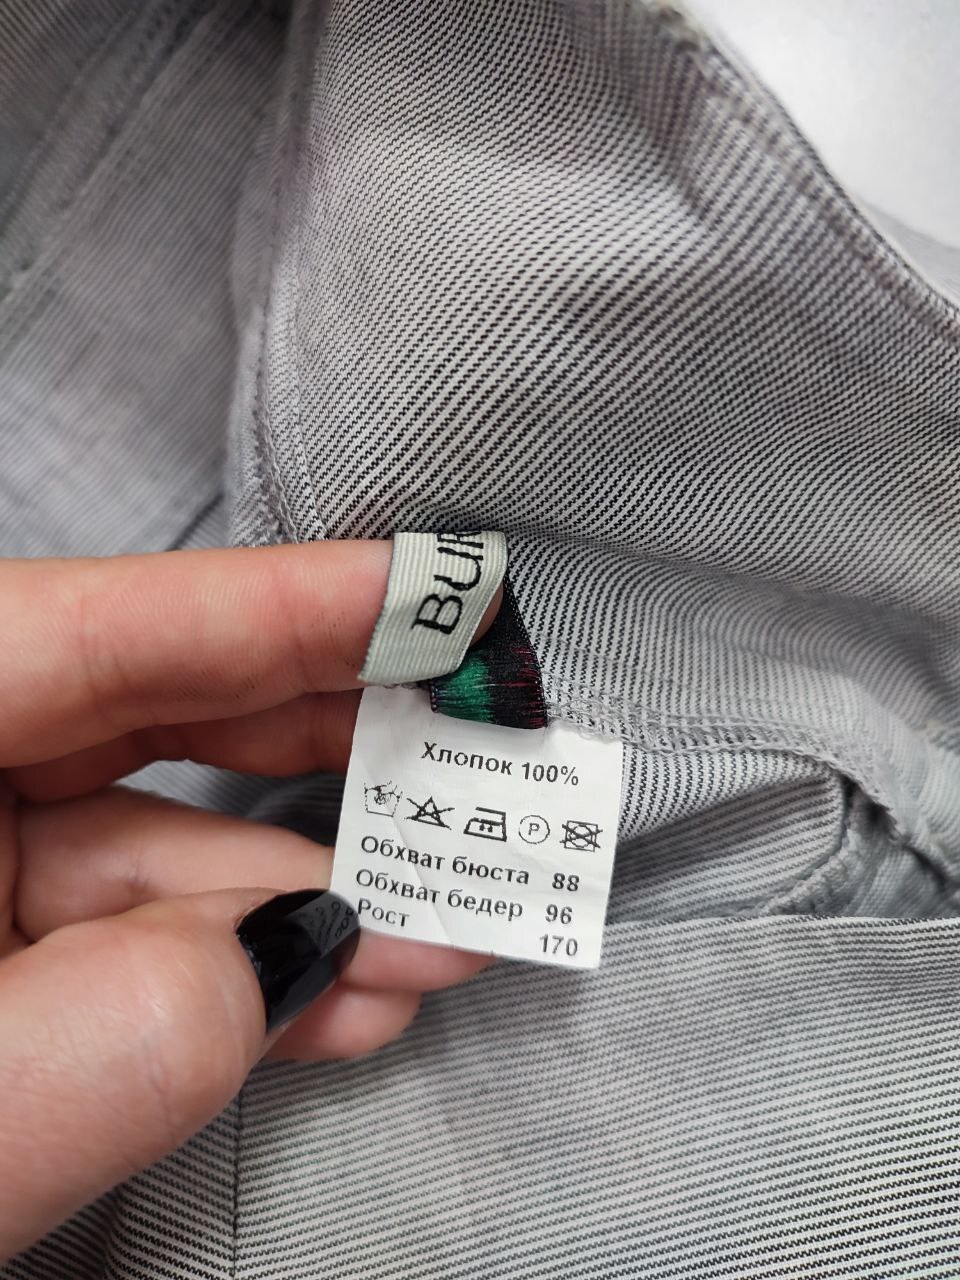 BUR
Хлопок 100%
P
Обхват бюста 88
Обхват бедер 96
Рост 170